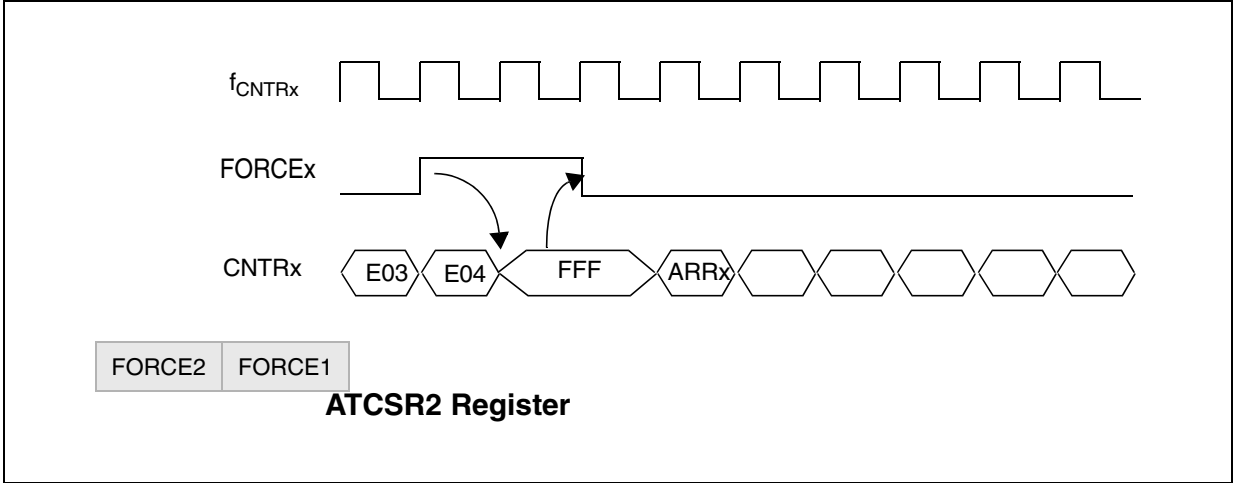 fCNTRx
FORCEx
CNTRx E03 E04 FFF ARRx
FORCE2 FORCE1
ATCSR2 Register